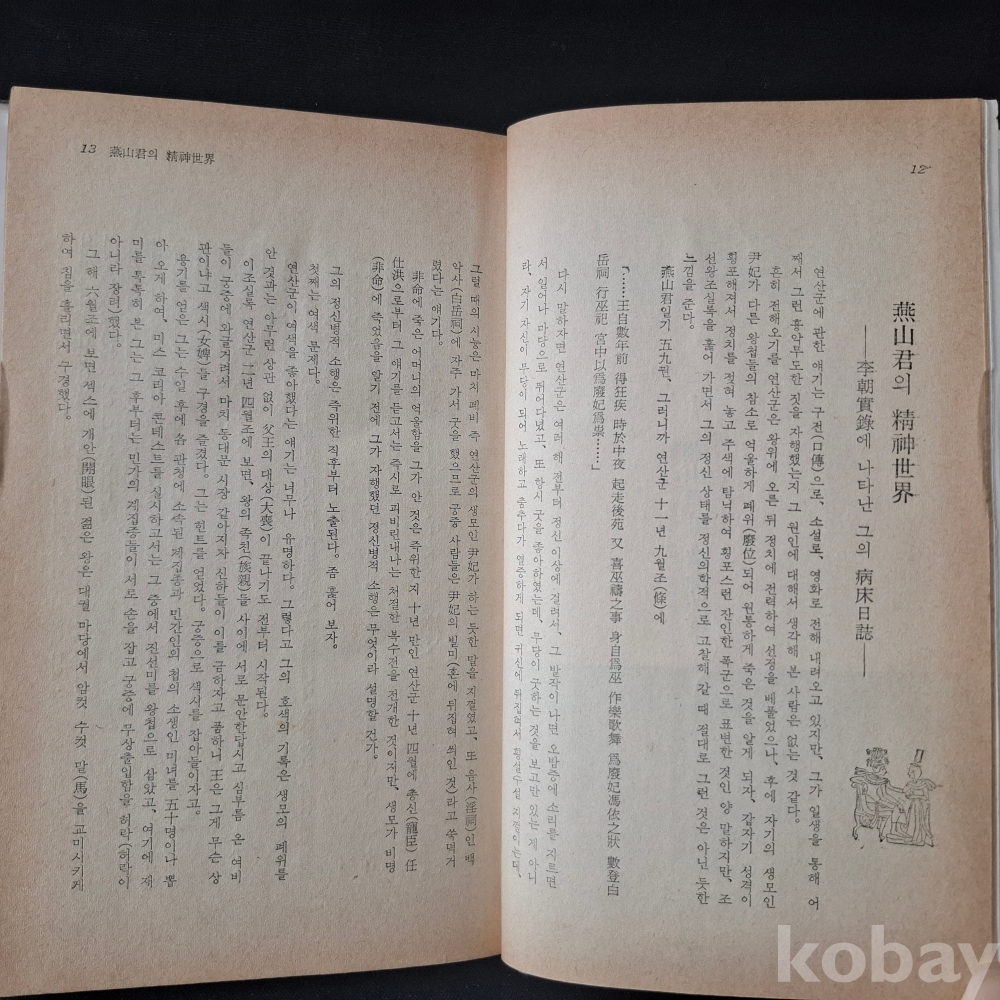 12
燕山君의 精神世界
――李朝實錄에 나타난 그의 病床日誌――
연산군에 관한 얘기는 구전(口傳)으로, 소설로, 영화로 전해 내려오고 있지만, 그가 일생을 통해 어
째서 그런 흉악무도한 짓을 자행했는지 그 원인에 대해서 생각해 본 사람은 없는 것 같다.
흔히 전해오기를 연산군은 왕위에 오른 뒤 정치에 전력하여 선정을 베풀었으나, 후에 자기의 생모인
尹妃가 다른 왕첩들의 참소로 억울하게 폐위(廢位)되어 원통하게 죽은 것을 알게 되자, 갑자기 성격이
횡포해져서 정치를 젖혀 놓고 주색에 탐닉하여 횡포스런 잔인한 폭군으로 표변한 것인 양 말하지만, 조
선왕조실록을 훑어 가면서 그의 정신 상태를 정신의학적으로 고찰해 갈 때 절대로 그런 것은 아닌 듯한
느낌을 준다.
燕山君일기 五九권, 그러니까 연산군 十一년 九월조(條)에
「……王自數年前 得狂疾 時於中夜 起走後苑 又 喜巫禱之事 身自爲巫 作樂歌舞 爲廢妃馮依之狀 數登白
岳祠 行巫祀 宮中以爲廢妃爲祟……」
다시 말하자면 연산군은 여러 해 전부터 정신이상에 걸려서, 그 발작이 나면 오밤중에 소리를 지르면
서 일어나 마당으로 뛰어다녔고, 또 항시 굿을 좋아하였는데, 무당이 굿하는 것을 보고만 있는 게 아니
라, 자기 자신이 무당이 되어 노래하고 춤추다가 열중하게 되면 귀신에 뒤집혀서 횡설수설 지껄이는데,
13 燕山君의 精神世界
그럴 때의 시늉은 마치 폐비 즉 연산군의 생모인 尹妃가 하는 듯한 말을 지껄였고, 또 음사(淫祠)인 백
악사(白岳祠)에 자주 가서 굿을 했으므로 궁중 사람들은 尹妃의 빌미(혼에 뒤집혀 씌인 것)라고 쑤덕거
렸다는 얘기다.
非命에 죽은 어머니의 억울함을 그가 안 것은 즉위한 지 十년 만인 연산군 十년 四월에 총신(寵臣) 任
仕洪으로부터 그 얘기를 듣고서는 즉시로 피비린내나는 처절한 복수전을 전개한 것이지만, 생모가 비명
(非命)에 죽었음을 알기 전에 그가 자행했던 정신병적 소행은 무엇이라 설명할 건가.
그의 정신병적 소행은 즉위한 직후부터 노출된다. 좀 훑어 보자.
첫째는 여색 문제다.
연산군이 여색을 좋아했다는 얘기는 너무나 유명하다. 그렇다고 그의 호색의 기록은 생모의 폐위를
안 것과는 아무런 상관 없이 父王의 대상(大喪)이 끝나기도 전부터 시작된다.
이조실록 연산군 二년 四월조에 보면, 왕의 족친(族親)들 사이에 서로 문안한답시고 심부름 온 여비
들이 궁중에 와글거려서 마치 동대문 시장 같아지차 신하들이 이를 금하자고 품하니 王은 그게 무슨 상
관이냐고 색시(女婢)들 구경을 즐겼다. 그는 힌트를 얻었다. 궁중으로 색시를 잡아들이자고.
용기를 얻은 그는 수일 후에 各 관청에 소속된 체집종과 민간인의 첩의 소생인 미녀를 五十명이나 뽑
아 오게 하여, 미스 코리아 콘테스트를 실시하고서는 그 중에서 진선미를 왕첩으로 삼았고, 여기에 재
미를 톡톡히 본 그는 그 후부터는 민가의 계집종들이 서로 손을 잡고 궁중에 무상출입함을 허락(허락이
아니라 장려)했다.
그 해 六월조에 보면 섹스에 개안(開眼)된 젊은 왕은 대궐 마당에서 암컷 수컷 말(馬)을 교미시키게
하여 침을 흘리면서 구경했다.
kobay